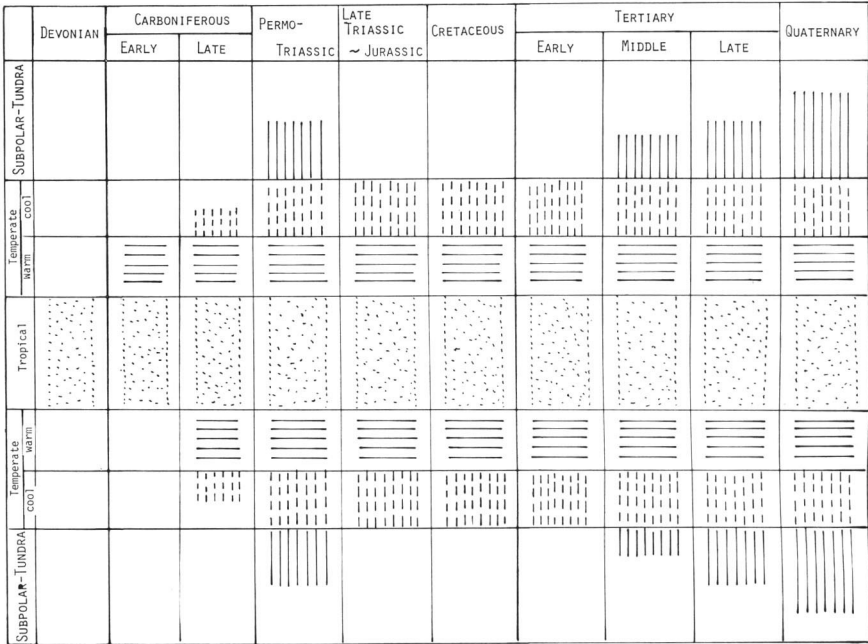 DEVONIAN
CARBONIFEROUS
EARLY
LATE
PERMO-
TRIASSIC
LATE
TRIASSIC
~ JURASSIC
CRETACEOUS
TERTIARY
EARLY
MIDDLE
LATE
QUATERNARY
SUBPOLAR-TUNDRA
Temperate
cool
warm
Tropical
Temperate
warm
cool
SUBPOLAR-TUNDRA